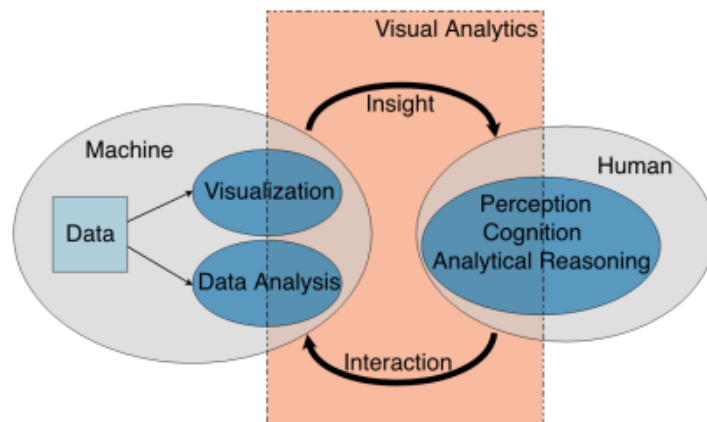 Visual Analytics
Insight
Machine
Human
Visualization
Perception
Data
Cognition
Data Analysis
Analytical Reasoning
Interaction